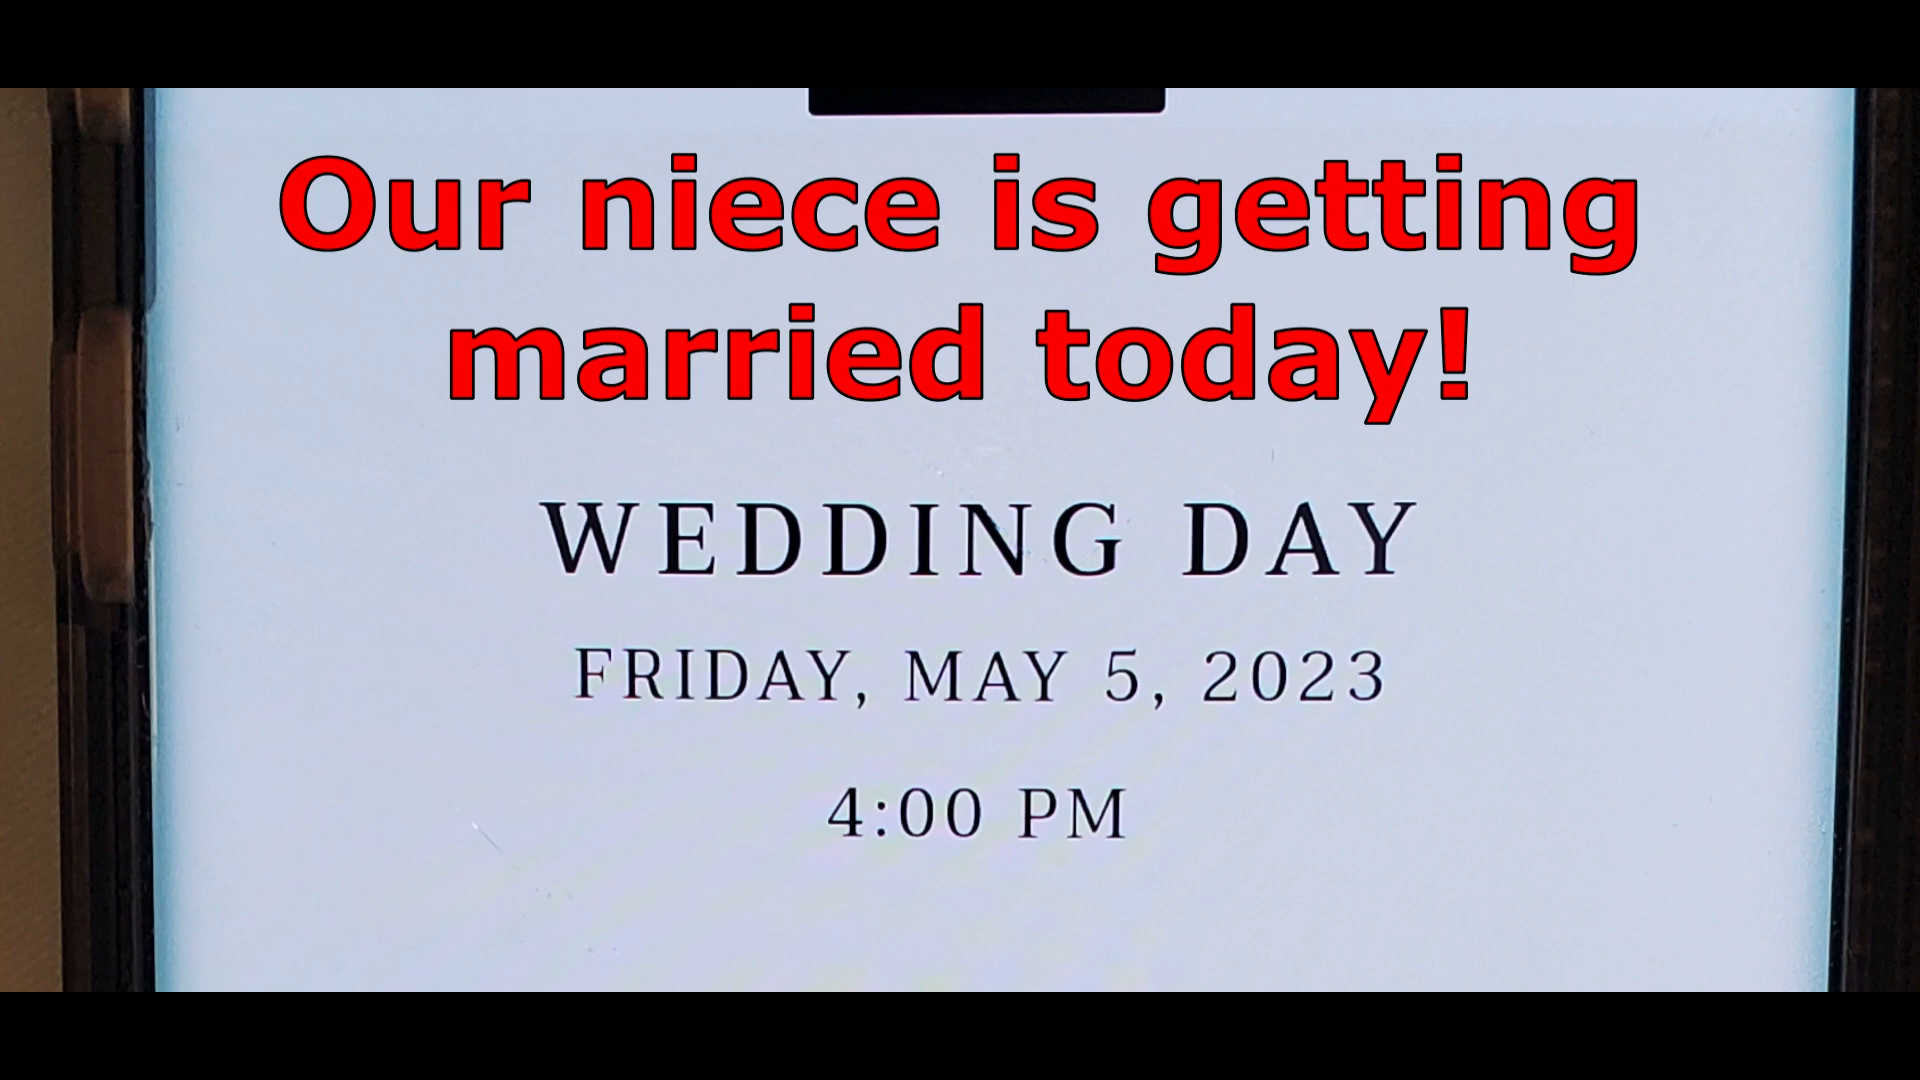 Our niece is getting
married today!
WEDDING DAY
FRIDAY, MAY 5, 2023
4:00 PM